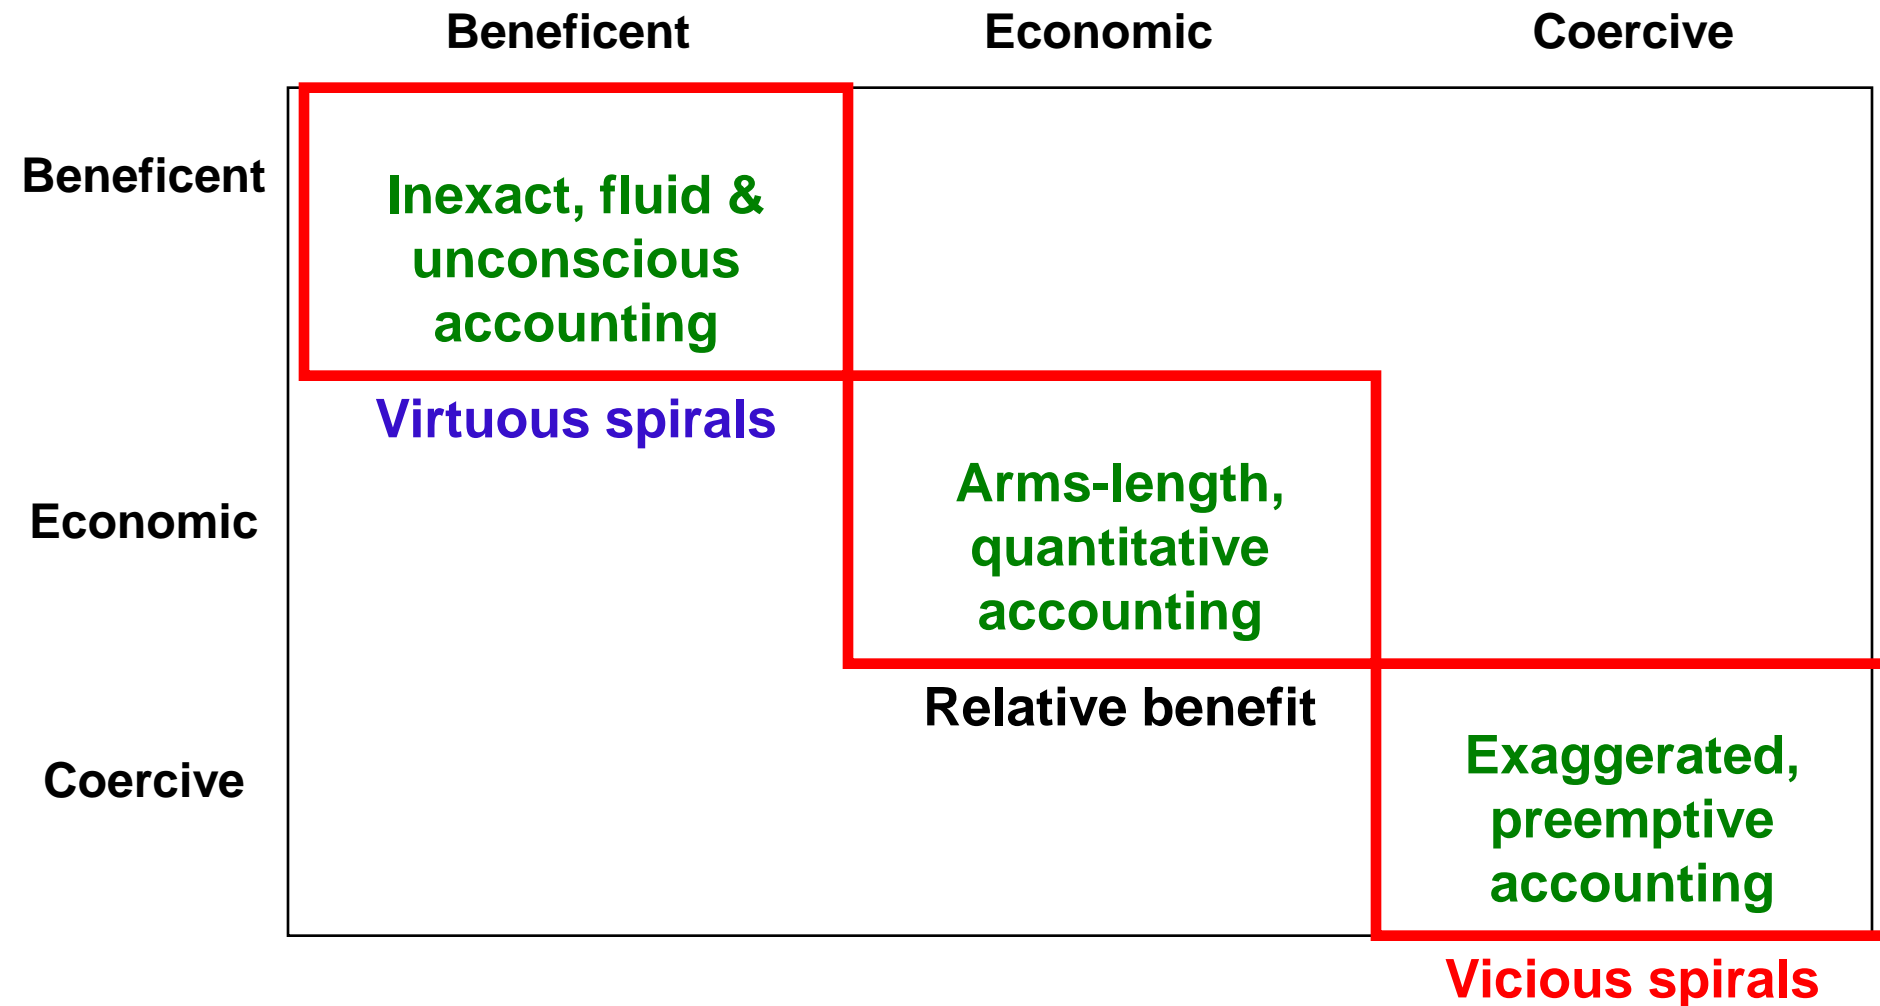 Beneficent Economic Coercive
Beneficent
Inexact, fluid &
unconscious
accounting
Virtuous spirals
Economic
Arms-length,
quantitative
accounting
Relative benefit
Coercive
Exaggerated,
preemptive
accounting
Vicious spirals